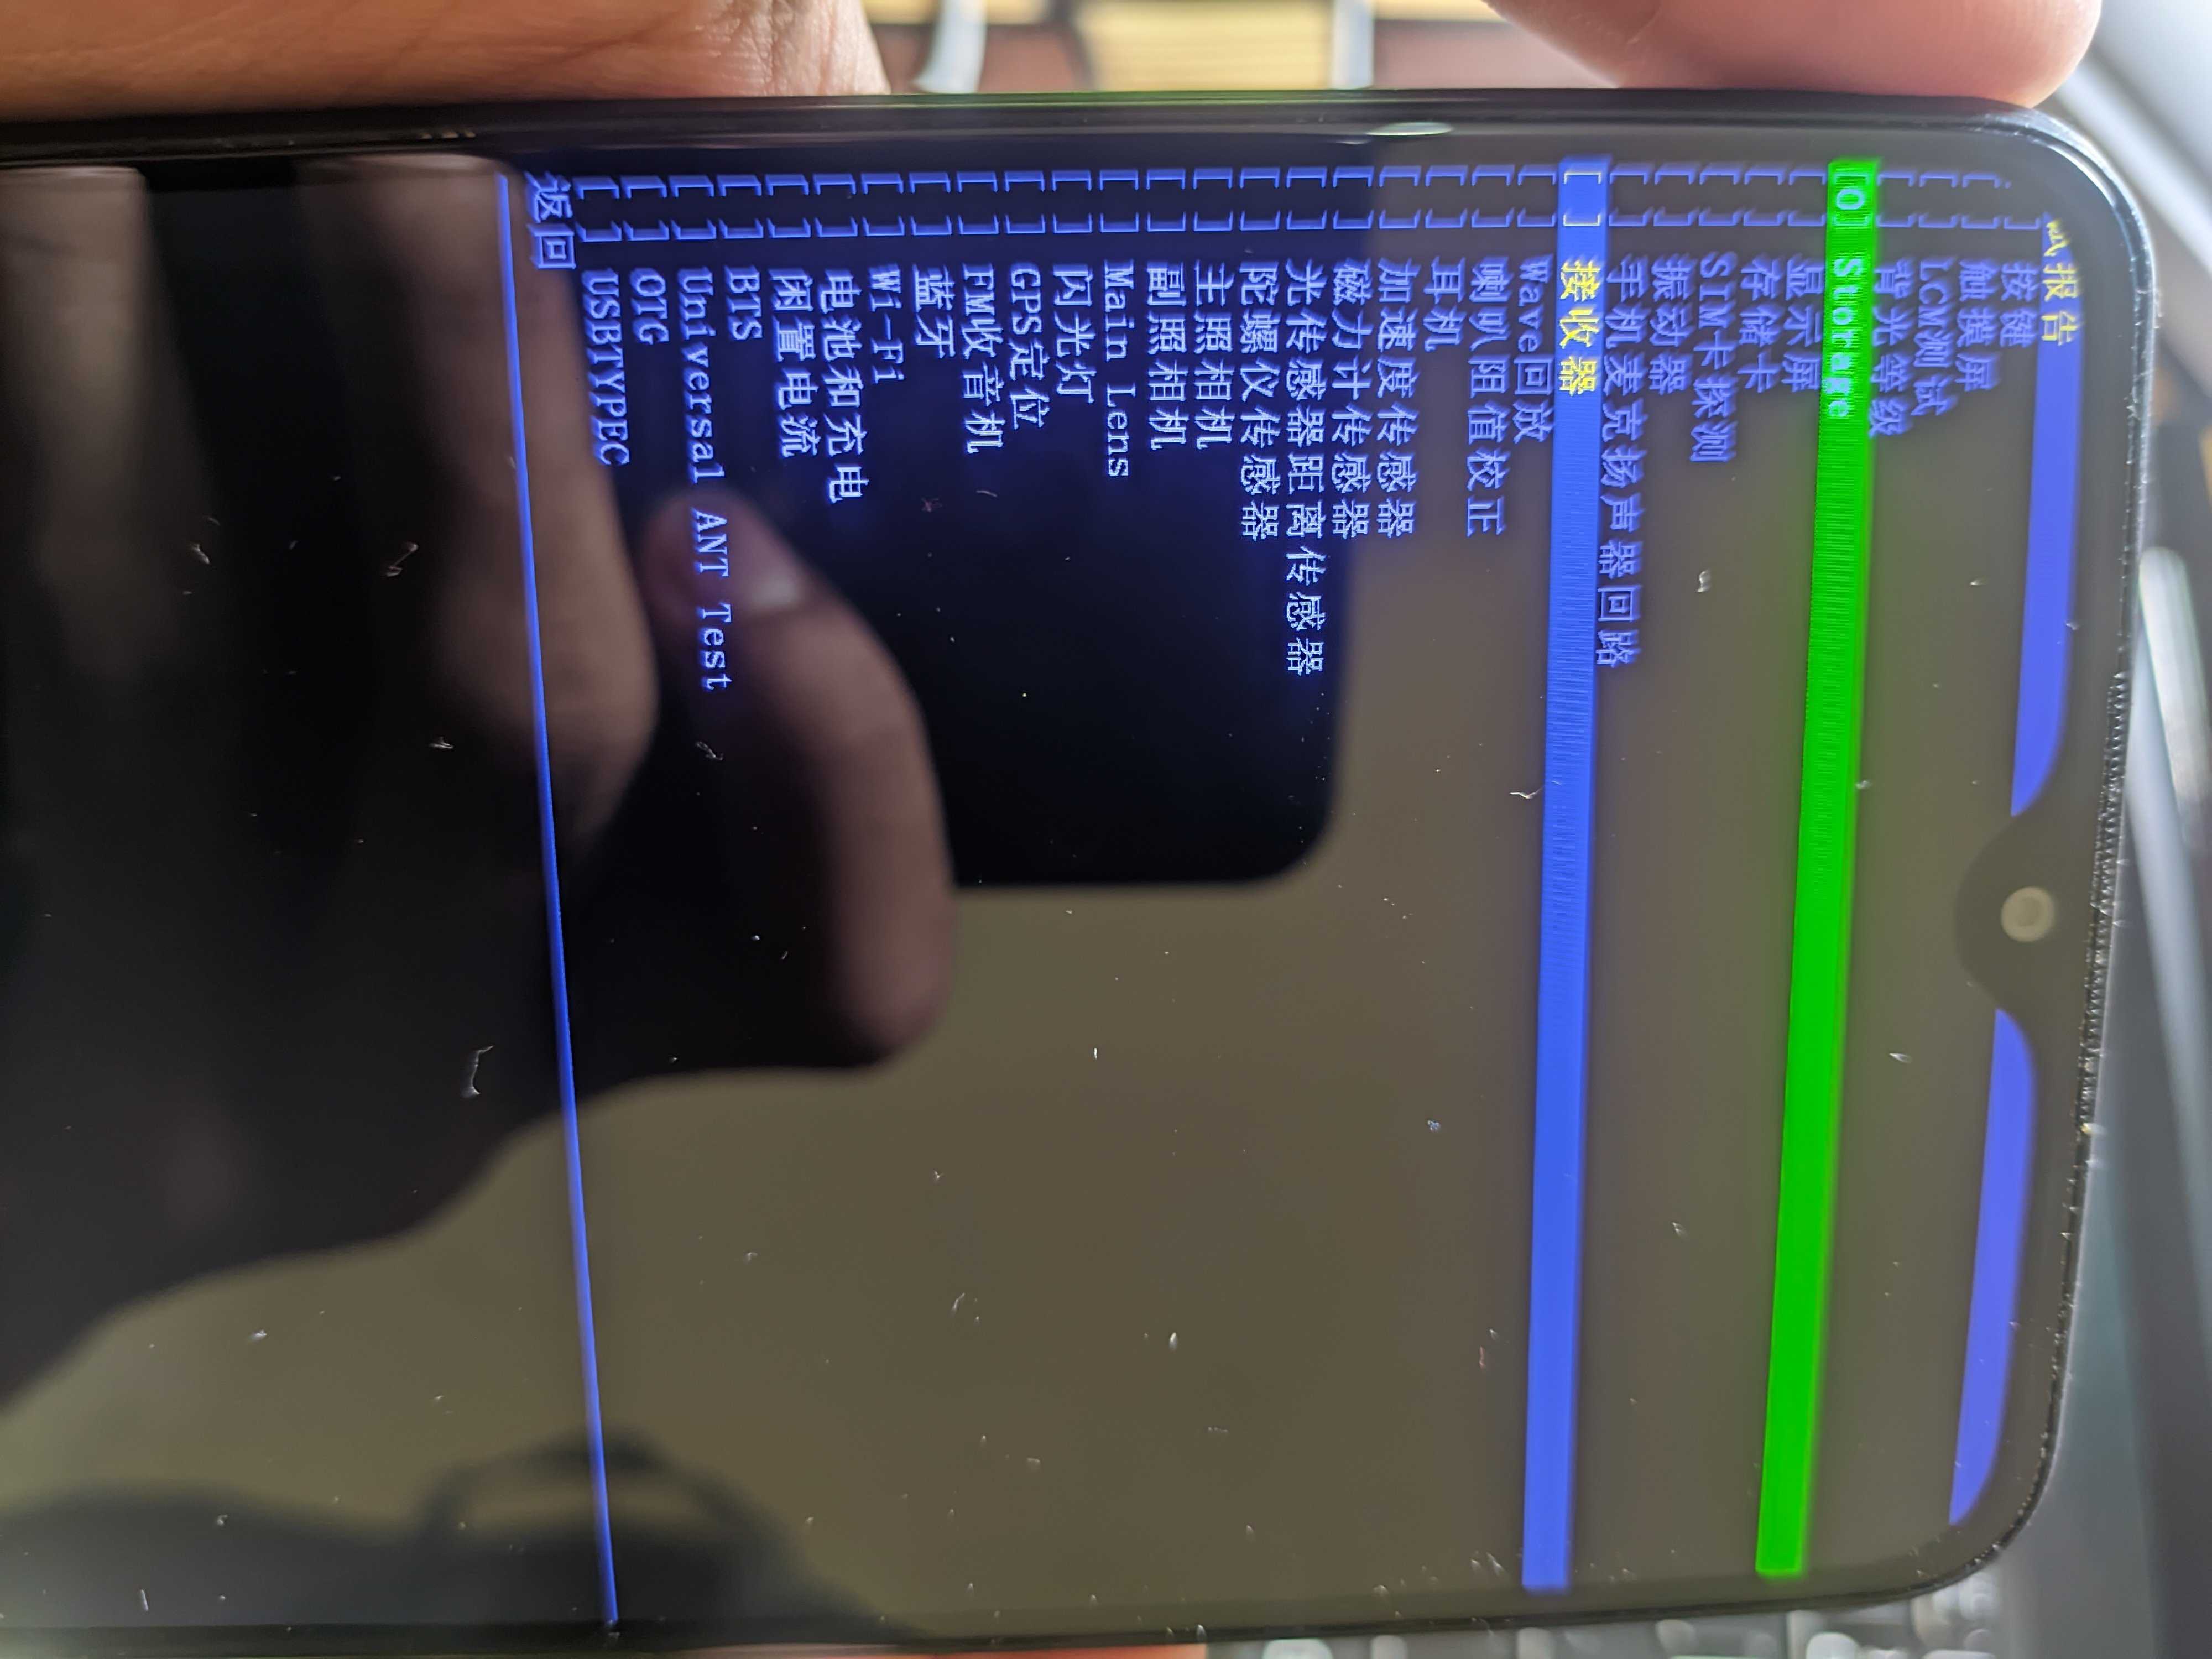 试报告
[ ] 按键
[ ] 触摸屏
[ ] LCM测试
[ ] 背光等级
[O] Storage
[ ] 显示屏
[ ] 存储卡
[ ] SIM卡探测
[ ] 振动器
[ ] 手机麦克扬声器回路
[ ] 接收器
[ ] Wave回放
[ ] 喇叭阻值校正
[ ] 耳机
[ ] 加速度传感器
[ ] 磁力计传感器
[ ] 光传感器距离传感器
[ ] 陀螺仪传感器
[ ] 主照相机
[ ] 副照相机
[ ] Main Lens
[ ] 闪光灯
[ ] GPS定位
[ ] FM收音机
[ ] 蓝牙
[ ] Wi-Fi
[ ] 电池和充电
[ ] 闲置电流
[ ] BTS
[ ] Universal ANT Test
[ ] OTG
[ ] USBTYPEC
返回